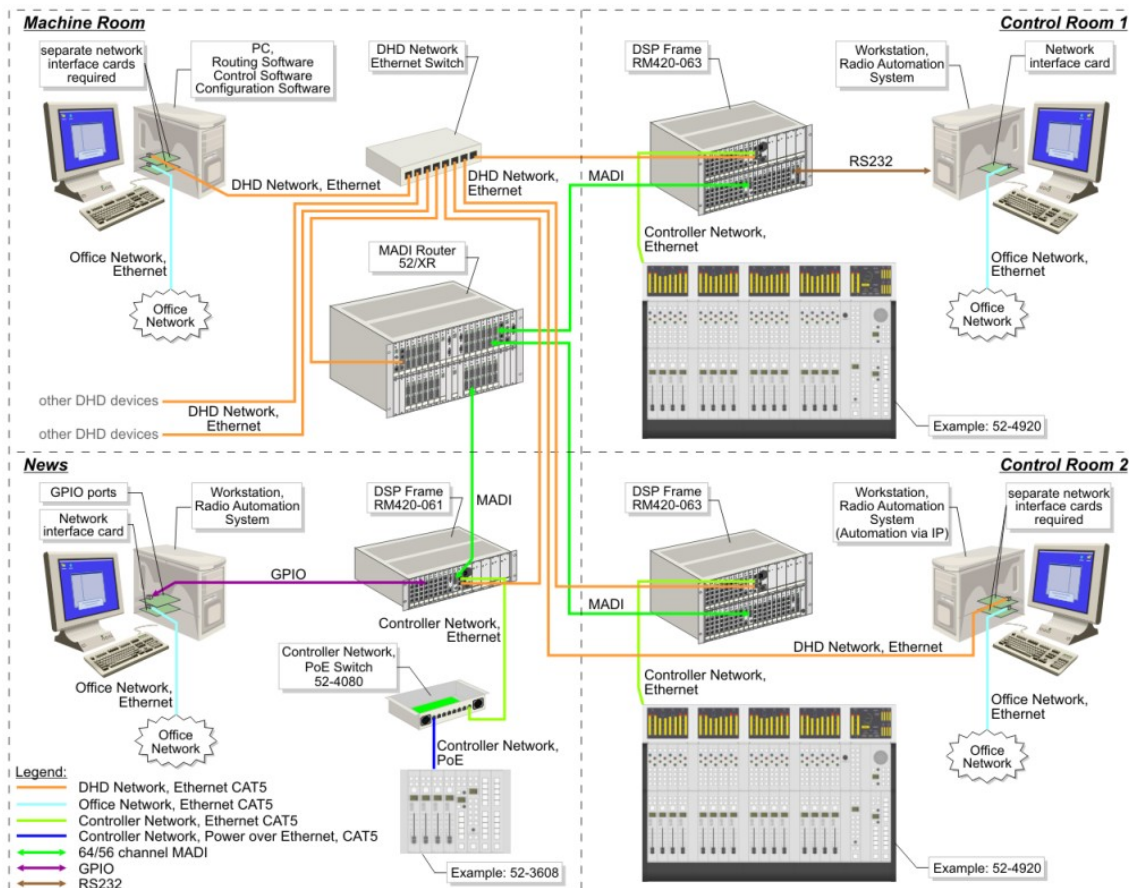 Machine Room
separate network
interface cards
required
PC,
Routing Software
Control Software
Configuration Software
DHD Network
Ethernet Switch
DHD Network, Ethernet
DHD Network,
Ethernet
Office Network,
Ethernet
Office
Network
MADI Router
52/XR
other DHD devices
other DHD devices
DHD Network,
Ethernet
MADI
Control Room 1
DSP Frame
RM420-063
Workstation,
Radio Automation
System
Network
interface card
RS232
Controller Network,
Ethernet
Office Network,
Ethernet
Office
Network
Example: 52-4920
News
GPIO ports
Network
interface card
Workstation,
Radio Automation
System
DSP Frame
RM420-061
MADI
GPIO
Controller Network,
Ethernet
Controller Network,
PoE Switch
52-4080
Office Network,
Ethernet
Office
Network
Controller Network,
PoE
Example: 52-3608
Legend:
DHD Network, Ethernet CAT5
Office Network, Ethernet CAT5
Controller Network, Ethernet CAT5
Controller Network, Power over Ethernet, CAT5
64/56 channel MADI
GPIO
RS232
Control Room 2
DSP Frame
RM420-063
Workstation,
Radio Automation
System
(Automation via IP)
separate network
interface cards
required
MADI
DHD Network, Ethernet
Controller Network,
Ethernet
Office Network,
Ethernet
Office
Network
Example: 52-4920